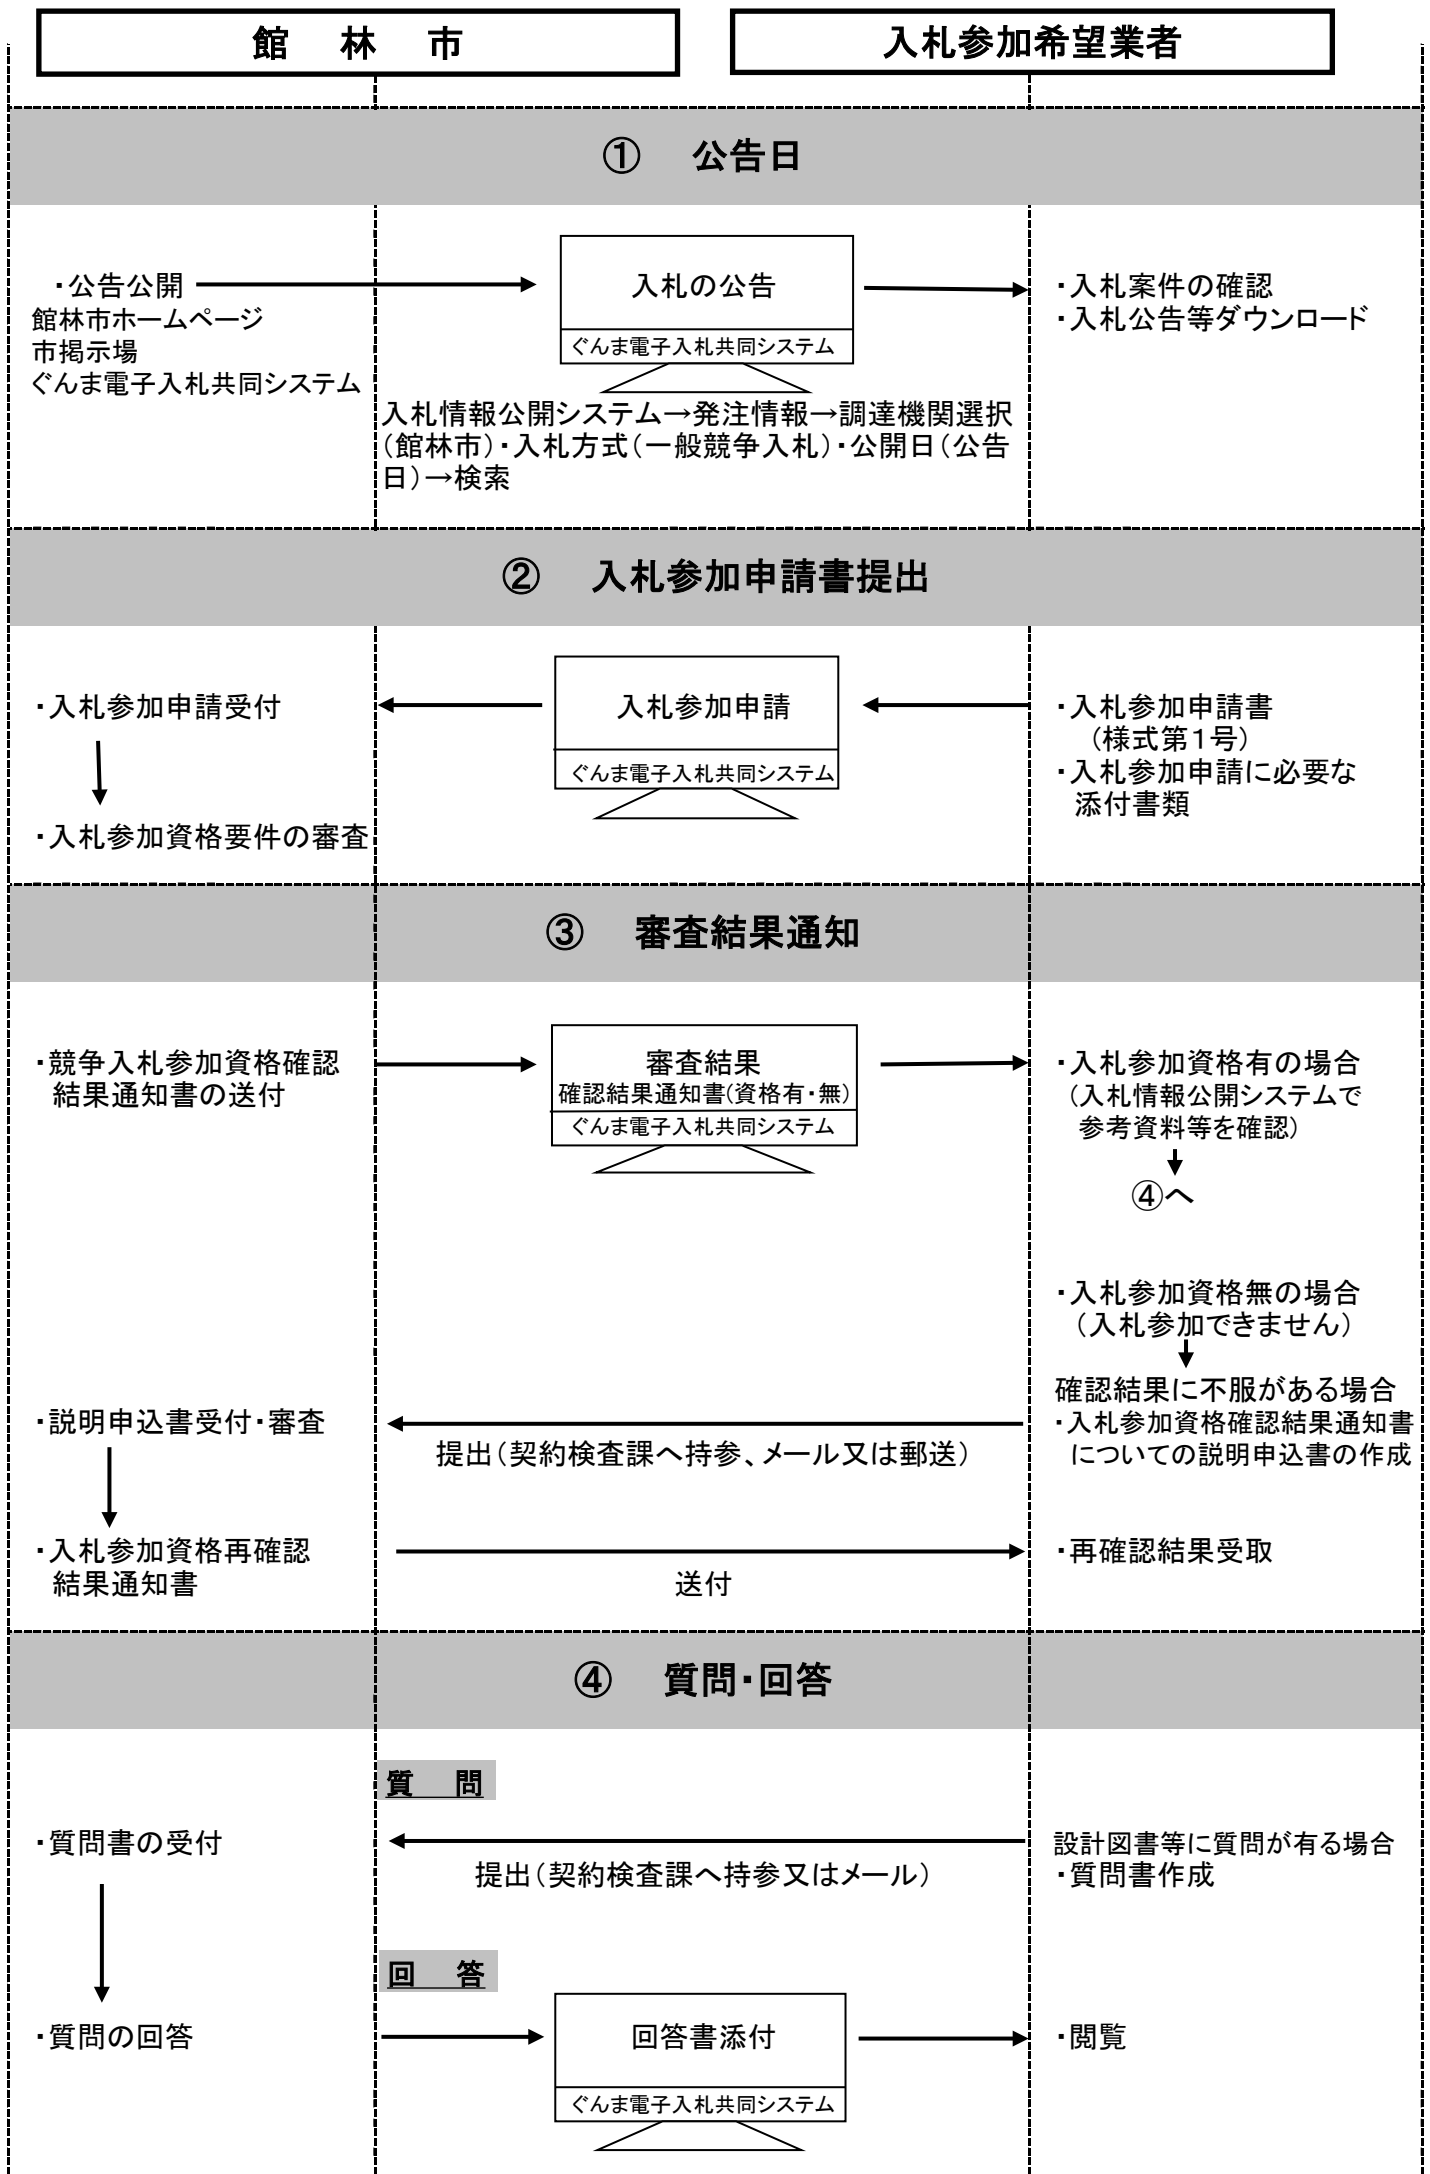 館　林　市
入札参加希望業者
①　公告日
・公告公開
館林市ホームページ
市掲示場
ぐんま電子入札共同システム
入札の公告
ぐんま電子入札共同システム
入札情報公開システム→発注情報→調達機関選択
（館林市）・入札方式（一般競争入札）・公開日（公告
日）→検索
・入札案件の確認
・入札公告等ダウンロード
②　入札参加申請書提出
・入札参加申請受付
・入札参加資格要件の審査
入札参加申請
ぐんま電子入札共同システム
・入札参加申請書
（様式第１号）
・入札参加申請に必要な
添付書類
③　審査結果通知
・競争入札参加資格確認
結果通知書の送付
審査結果
確認結果通知書(資格有・無)
ぐんま電子入札共同システム
・入札参加資格有の場合
（入札情報公開システムで
参考資料等を確認）
④へ
・入札参加資格無の場合
（入札参加できません）
確認結果に不服がある場合
・入札参加資格確認結果通知書
についての説明申込書の作成
・説明申込書受付・審査
提出（契約検査課へ持参、メール又は郵送）
・入札参加資格再確認
結果通知書
送付
・再確認結果受取
④　質問・回答
質　問
・質問書の受付
提出（契約検査課へ持参又はメール）
設計図書等に質問が有る場合
・質問書作成
回　答
・質問の回答
回答書添付
ぐんま電子入札共同システム
・閲覧